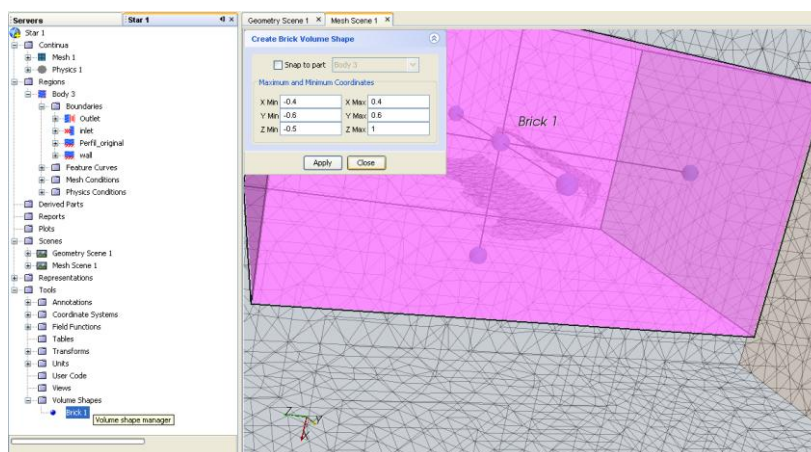 Servers
Star 1
Star 1
Continua
Mesh 1
Physics 1
Regions
Body 3
Boundaries
Outlet
inlet
Perfil_original
wall
Feature Curves
Mesh Conditions
Physics Conditions
Derived Parts
Reports
Plots
Scenes
Geometry Scene 1
Mesh Scene 1
Representations
Tools
Annotations
Coordinate Systems
Field Functions
Tables
Transforms
Units
User Code
Views
Volume Shapes
Brick 1
Volume shape manager
Geometry Scene 1
Mesh Scene 1
Create Brick Volume Shape
Snap to part
Body 3
Maximum and Minimum Coordinates
X Min -0.4 X Max 0.4
Y Min -0.6 Y Max 0.6
Z Min -0.5 Z Max 1
Apply Close
Brick 1
Z Y
X